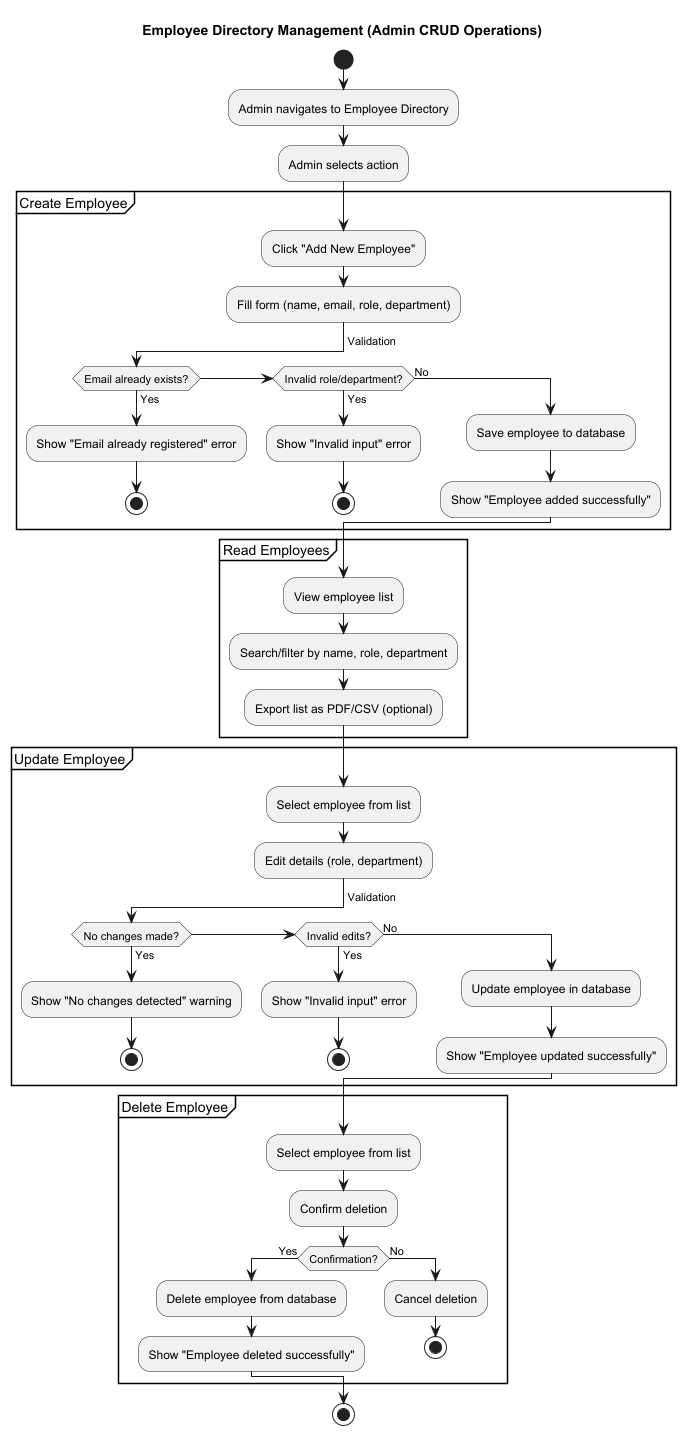 Employee Directory Management (Admin CRUD Operations)
Admin navigates to Employee Directory
Admin selects action
Create Employee
Click "Add New Employee"
Fill form (name, email, role, department)
Validation
Email already exists?
Invalid role/department?
No
Yes
Yes
Show "Email already registered" error
Show "Invalid input" error
Save employee to database
Show "Employee added successfully"
Read Employees
View employee list
Search/filter by name, role, department
Export list as PDF/CSV (optional)
Update Employee
Select employee from list
Edit details (role, department)
Validation
No changes made?
Invalid edits?
No
Yes
Yes
Show "No changes detected" warning
Show "Invalid input" error
Update employee in database
Show "Employee updated successfully"
Delete Employee
Select employee from list
Confirm deletion
Yes
Confirmation?
No
Delete employee from database
Cancel deletion
Show "Employee deleted successfully"